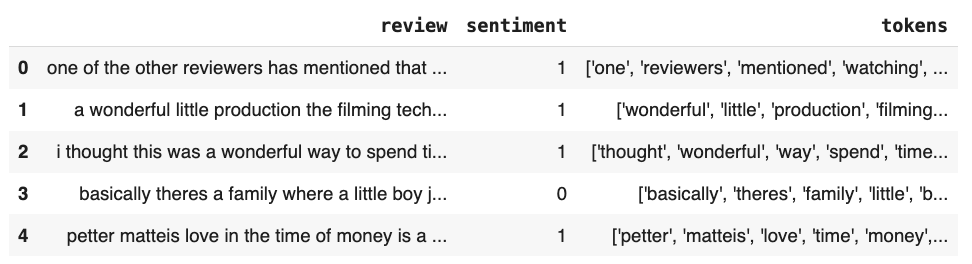 review sentiment tokens
0 one of the other reviewers has mentioned that ... 1 ['one', 'reviewers', 'mentioned', 'watching', ...
1 a wonderful little production the filming tech... 1 ['wonderful', 'little', 'production', 'filming...
2 i thought this was a wonderful way to spend ti... 1 ['thought', 'wonderful', 'way', 'spend', 'time...
3 basically theres a family where a little boy j... 0 ['basically', 'theres', 'family', 'little', 'b...
4 petter matteis love in the time of money is a ... 1 ['petter', 'matteis', 'love', 'time', 'money',...